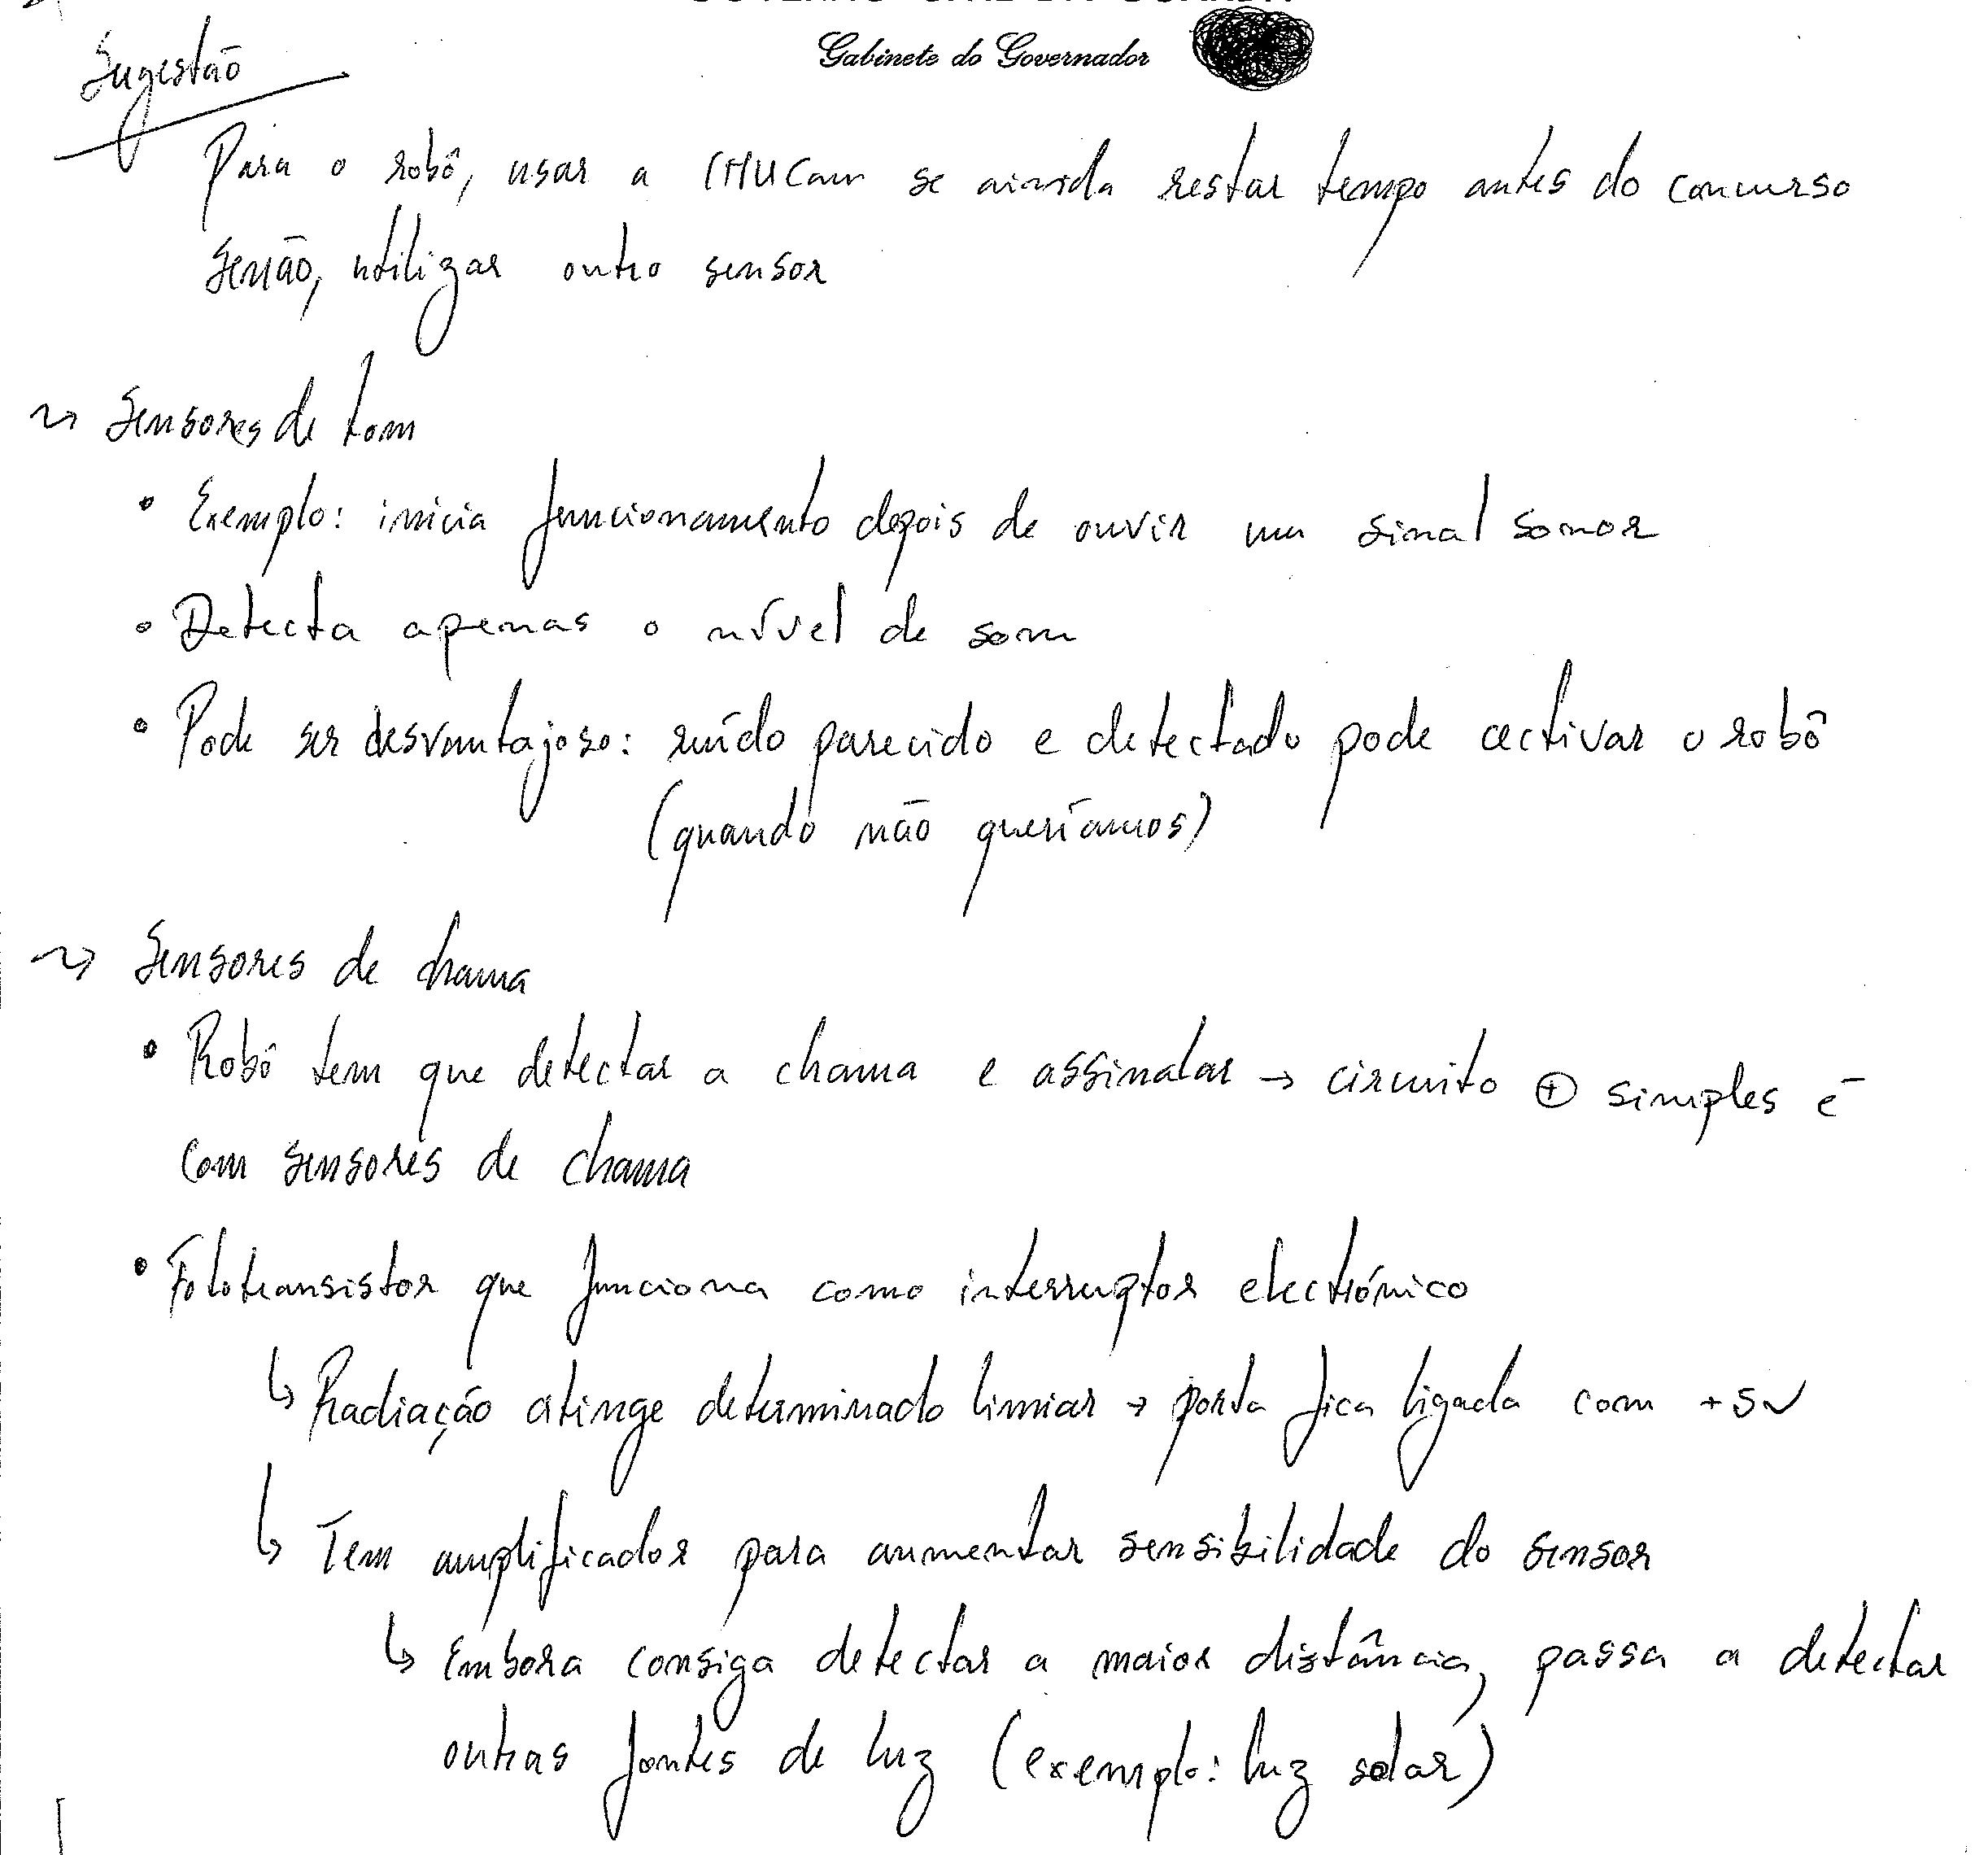 Gabinete do Governador
Sugestão
Para o robô, usar a CMUCam se ainda restar tempo antes do concurso
senão, utilizar outro sensor
Sensores de tom
• Exemplo: inicia funcionamento depois de ouvir um sinal sonor
• Detecta apenas o nível de som
• Pode ser desvantajoso: ruído parecido e detectado pode activar o robô
(quando não queríamos)
Sensores de chama
• Robô tem que detectar a chama e assinalar → circuito ⊕ simples é
com sensores de chama
• Fototransistor que funciona como interruptor electrónico
↳ Radiação atinge determinado limiar → porta fica ligada com +5V
↳ Tem amplificador para aumentar sensibilidade do sensor
↳ Embora consiga detectar a maior distância, passa a detectar
outras fontes de luz (exemplo: luz solar)